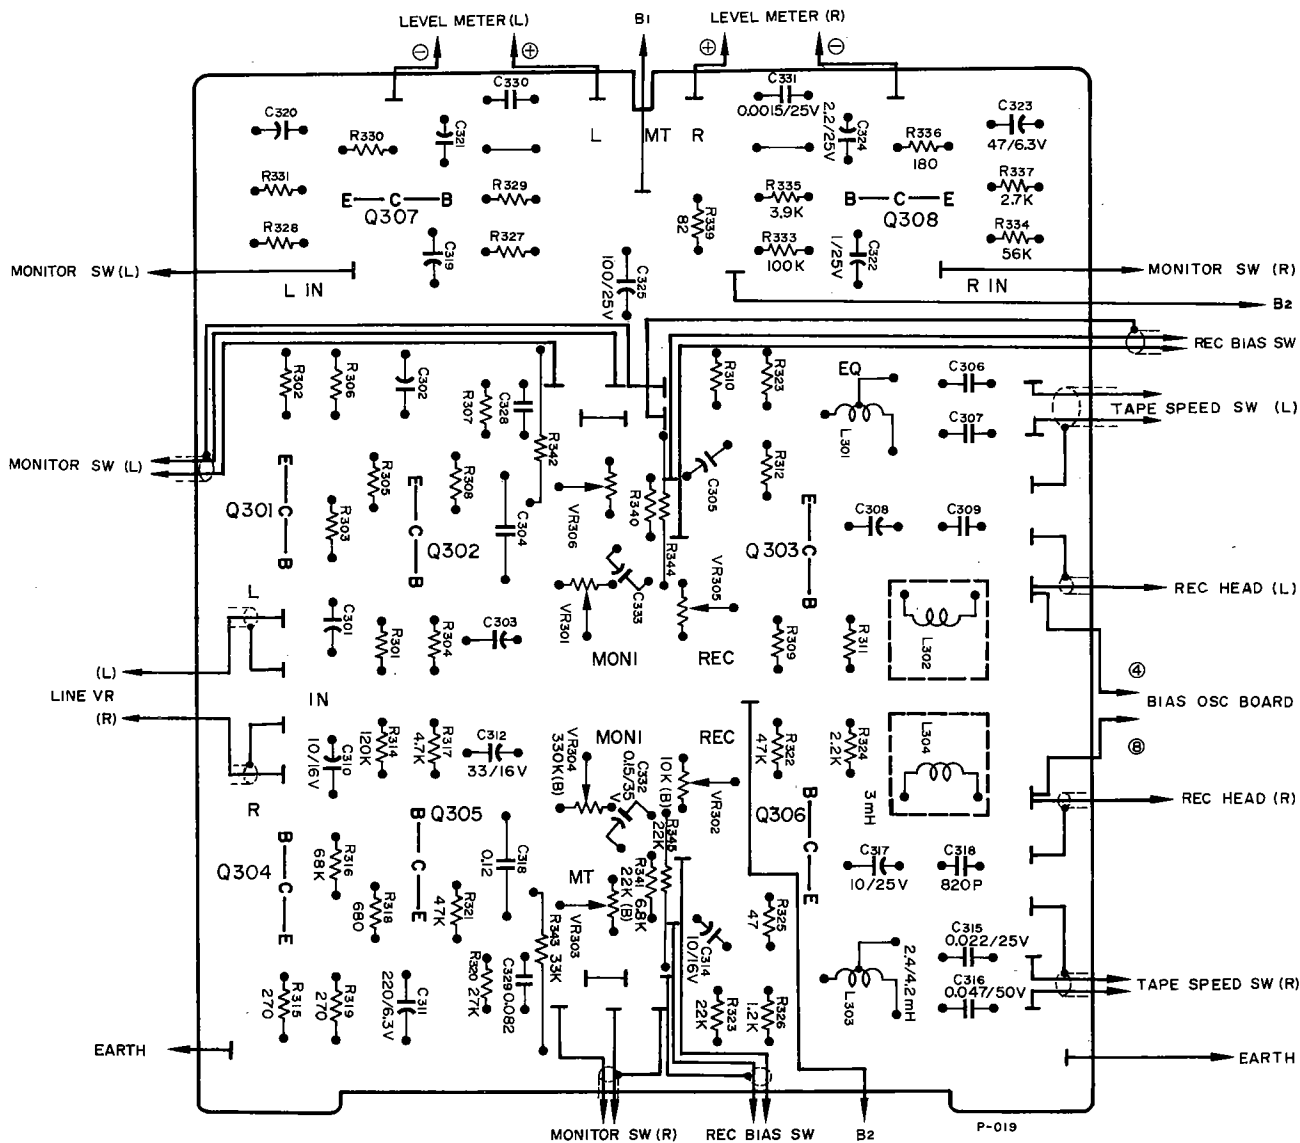 LEVEL METER (L)
B1
LEVEL METER (R)
⊖
⊕
⊕
⊖
C330
C331
0.0015/25V
C320
R330
C321
L
MT
R
2.2/25V
C324
R336
180
C323
47/6.3V
R331
E C B
Q307
R329
R339
82
R335
3.9K
B C E
Q308
R337
2.7K
R328
C319
R327
R333
100K
1/25V
C322
R334
56K
MONITOR SW (L)
L IN
100/25V
C325
R IN
MONITOR SW (R)
B2
REC BIAS SW
R302
R306
C302
R307
C328
R342
R310
R323
EQ
L301
C306
C307
TAPE SPEED SW (L)
MONITOR SW (L)
E C B
Q301
R303
R305
E C B
Q302
R308
C304
VR306
R340
R344
C305
R312
E C B
Q303
C308
C309
REC HEAD (L)
L
C301
R301
R304
C303
VR301
C333
VR305
MONI
REC
R309
R311
L302
(L)
LINE VR
(R)
IN
④
BIAS OSC BOARD
⑧
R
C310
10/16V
R314
120K
R317
4.7K
C312
33/16V
MONI
REC
VR304
330K(B)
C332
0.15/35V
10K(B)
VR302
R322
47K
R324
2.2K
L304
3mH
REC HEAD (R)
B C E
Q304
R316
68K
Q305
B C E
R318
680
R321
47K
C318
0.12
MT
VR303
22K(B)
R341
6.8K
R345
22K
Q306
B C E
C317
10/25V
C318
820P
R343
33K
C314
10/16V
R325
47
C315
0.022/25V
C316
0.047/50V
2.4/4.2mH
L303
TAPE SPEED SW (R)
R315
270
R319
270
C311
220/6.3V
R320
27K
C329
0.082
R323
22K
R326
1.2K
EARTH
EARTH
MONITOR SW (R)
REC BIAS SW
B2
P-019